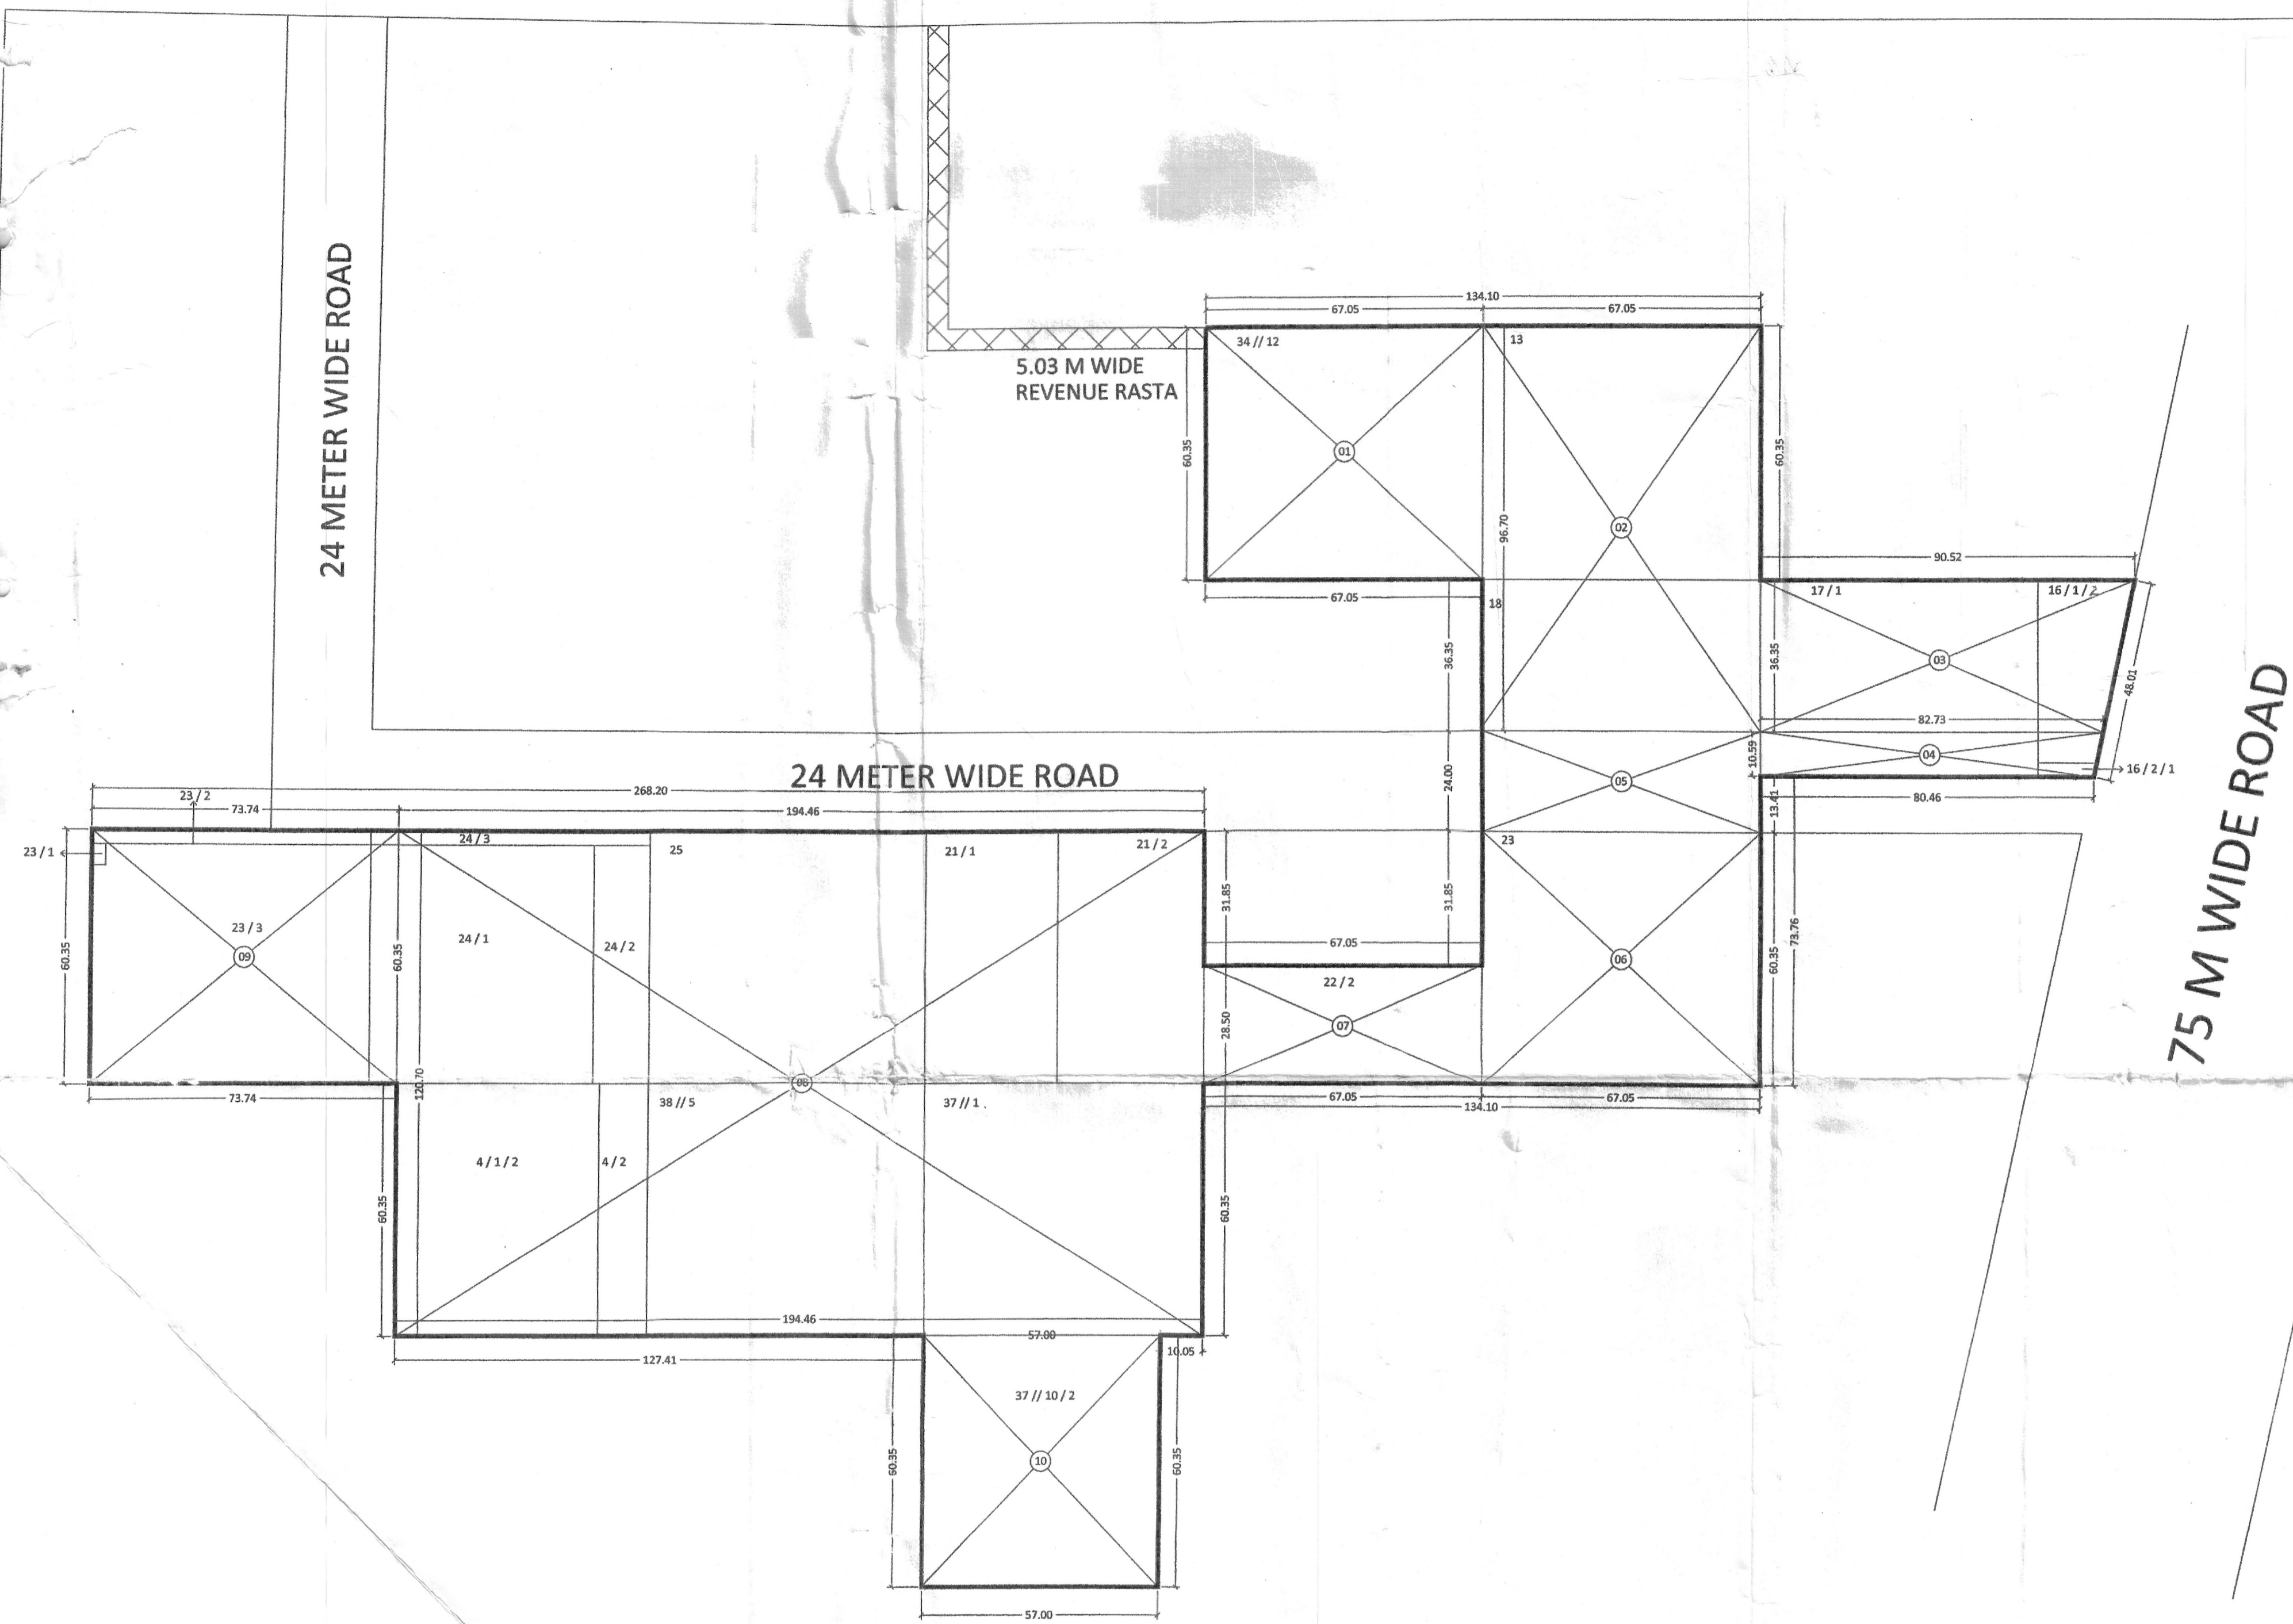 134.10
67.05
67.05
34 // 12
13
5.03 M WIDE
REVENUE RASTA
24 METER WIDE ROAD
60.35
01
96.70
02
60.35
90.52
67.05
18
17 / 1
16 / 1 / 2
36.35
36.35
03
48.01
75 M WIDE ROAD
82.73
10.59
04
16 / 2 / 1
24.00
05
80.46
13.41
24 METER WIDE ROAD
268.20
23 / 2
73.74
194.46
23 / 1
24 / 3
25
21 / 1
21 / 2
23
31.85
31.85
60.35
23 / 3
09
60.35
24 / 1
24 / 2
67.05
22 / 2
07
28.50
06
60.35
73.76
120.70
08
73.74
38 // 5
37 // 1
67.05
67.05
134.10
4 / 1 / 2
4 / 2
60.35
60.35
194.46
57.00
127.41
10.05
37 // 10 / 2
60.35
10
60.35
57.00